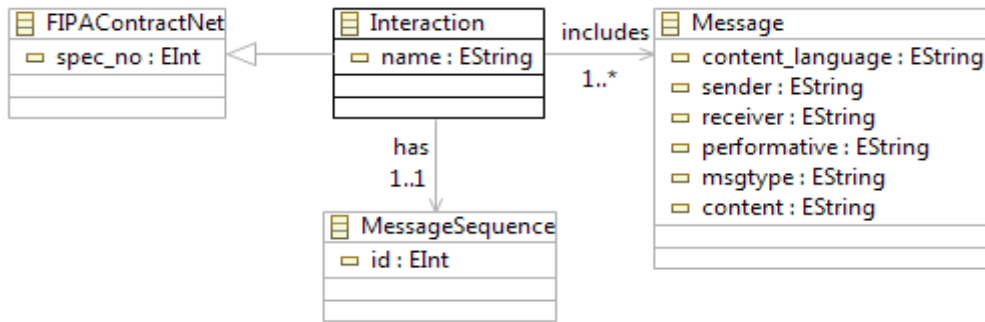 FIPAContractNet
spec_no : EInt
Interaction
name : EString
includes
1..*
Message
content_language : EString
sender : EString
receiver : EString
performative : EString
msgtype : EString
content : EString
has
1..1
MessageSequence
id : EInt